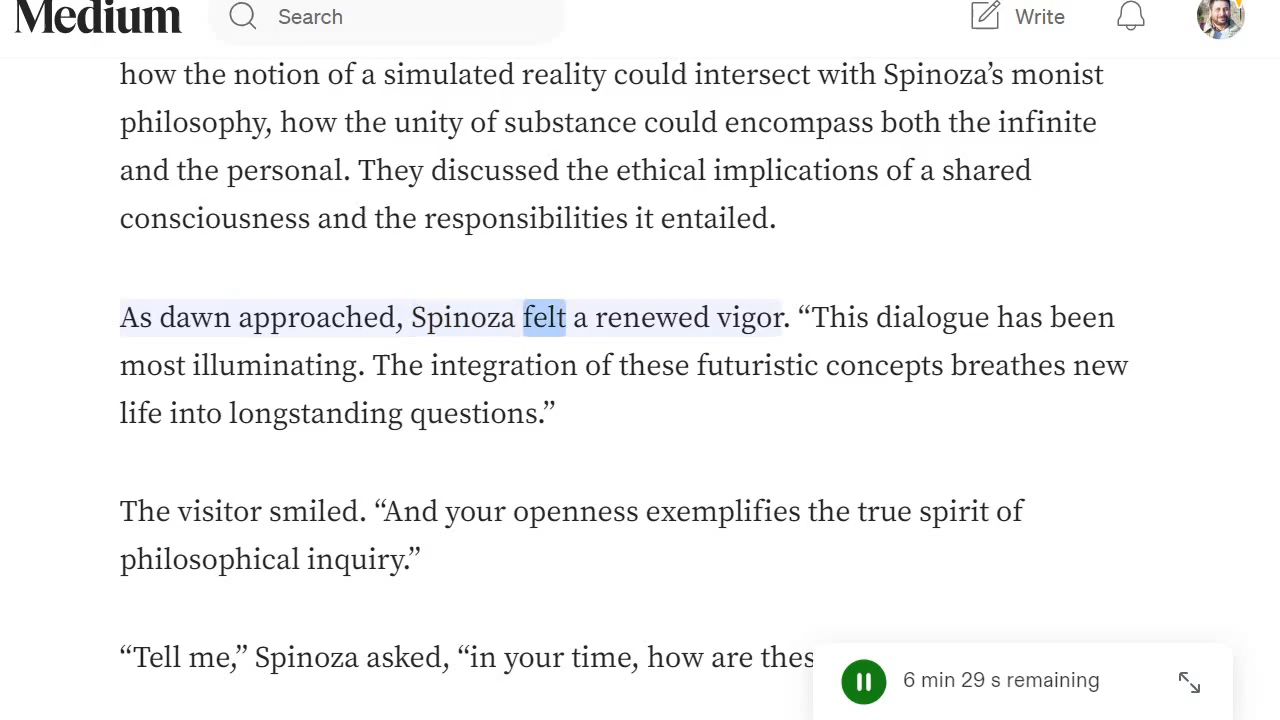 Medium
Search
Write
how the notion of a simulated reality could intersect with Spinoza’s monist
philosophy, how the unity of substance could encompass both the infinite
and the personal. They discussed the ethical implications of a shared
consciousness and the responsibilities it entailed.
As dawn approached, Spinoza felt a renewed vigor. “This dialogue has been
most illuminating. The integration of these futuristic concepts breathes new
life into longstanding questions.”
The visitor smiled. “And your openness exemplifies the true spirit of
philosophical inquiry.”
“Tell me,” Spinoza asked, “in your time, how are thes
6 min 29 s remaining